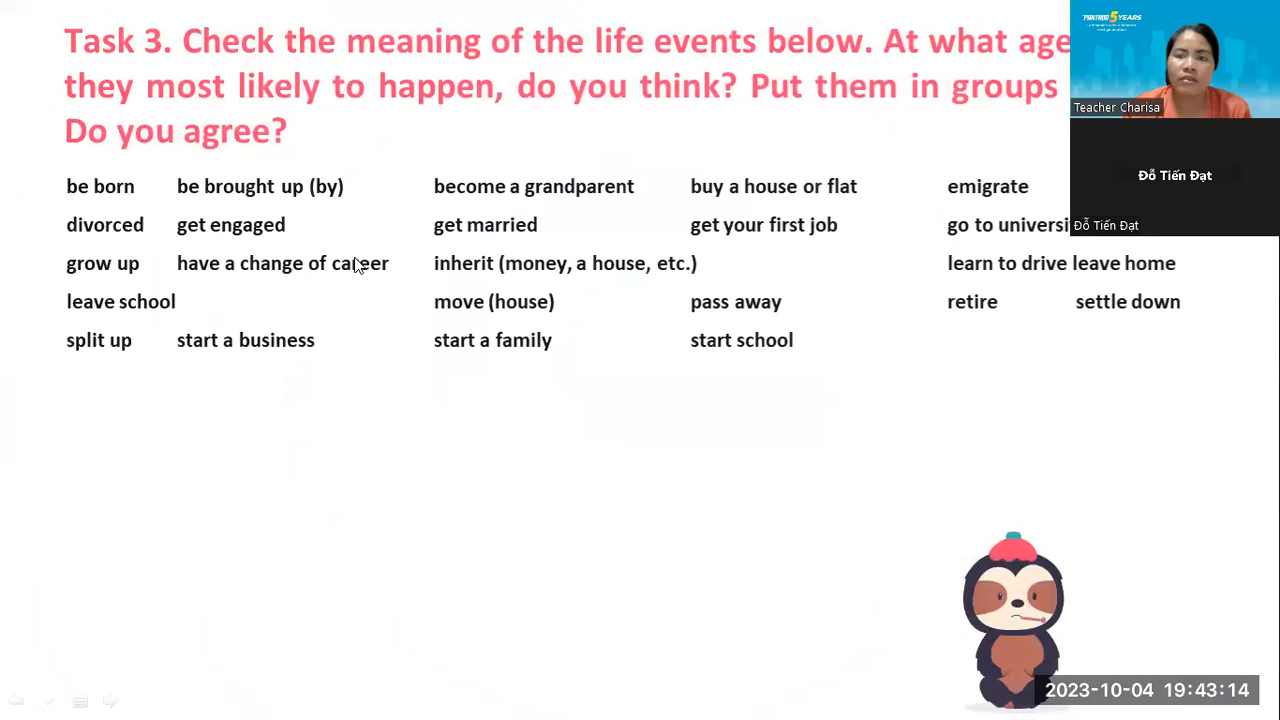 Task 3. Check the meaning of the life events below. At what age
they most likely to happen, do you think? Put them in groups
Do you agree?
be born be brought up (by) become a grandparent buy a house or flat emigrate
divorced get engaged get married get your first job go to universi
grow up have a change of career inherit (money, a house, etc.) learn to drive leave home
leave school move (house) pass away retire settle down
split up start a business start a family start school
5 YEARS
Teacher Charisa
Đỗ Tiến Đạt
Đỗ Tiến Đạt
2023-10-04 19:43:14